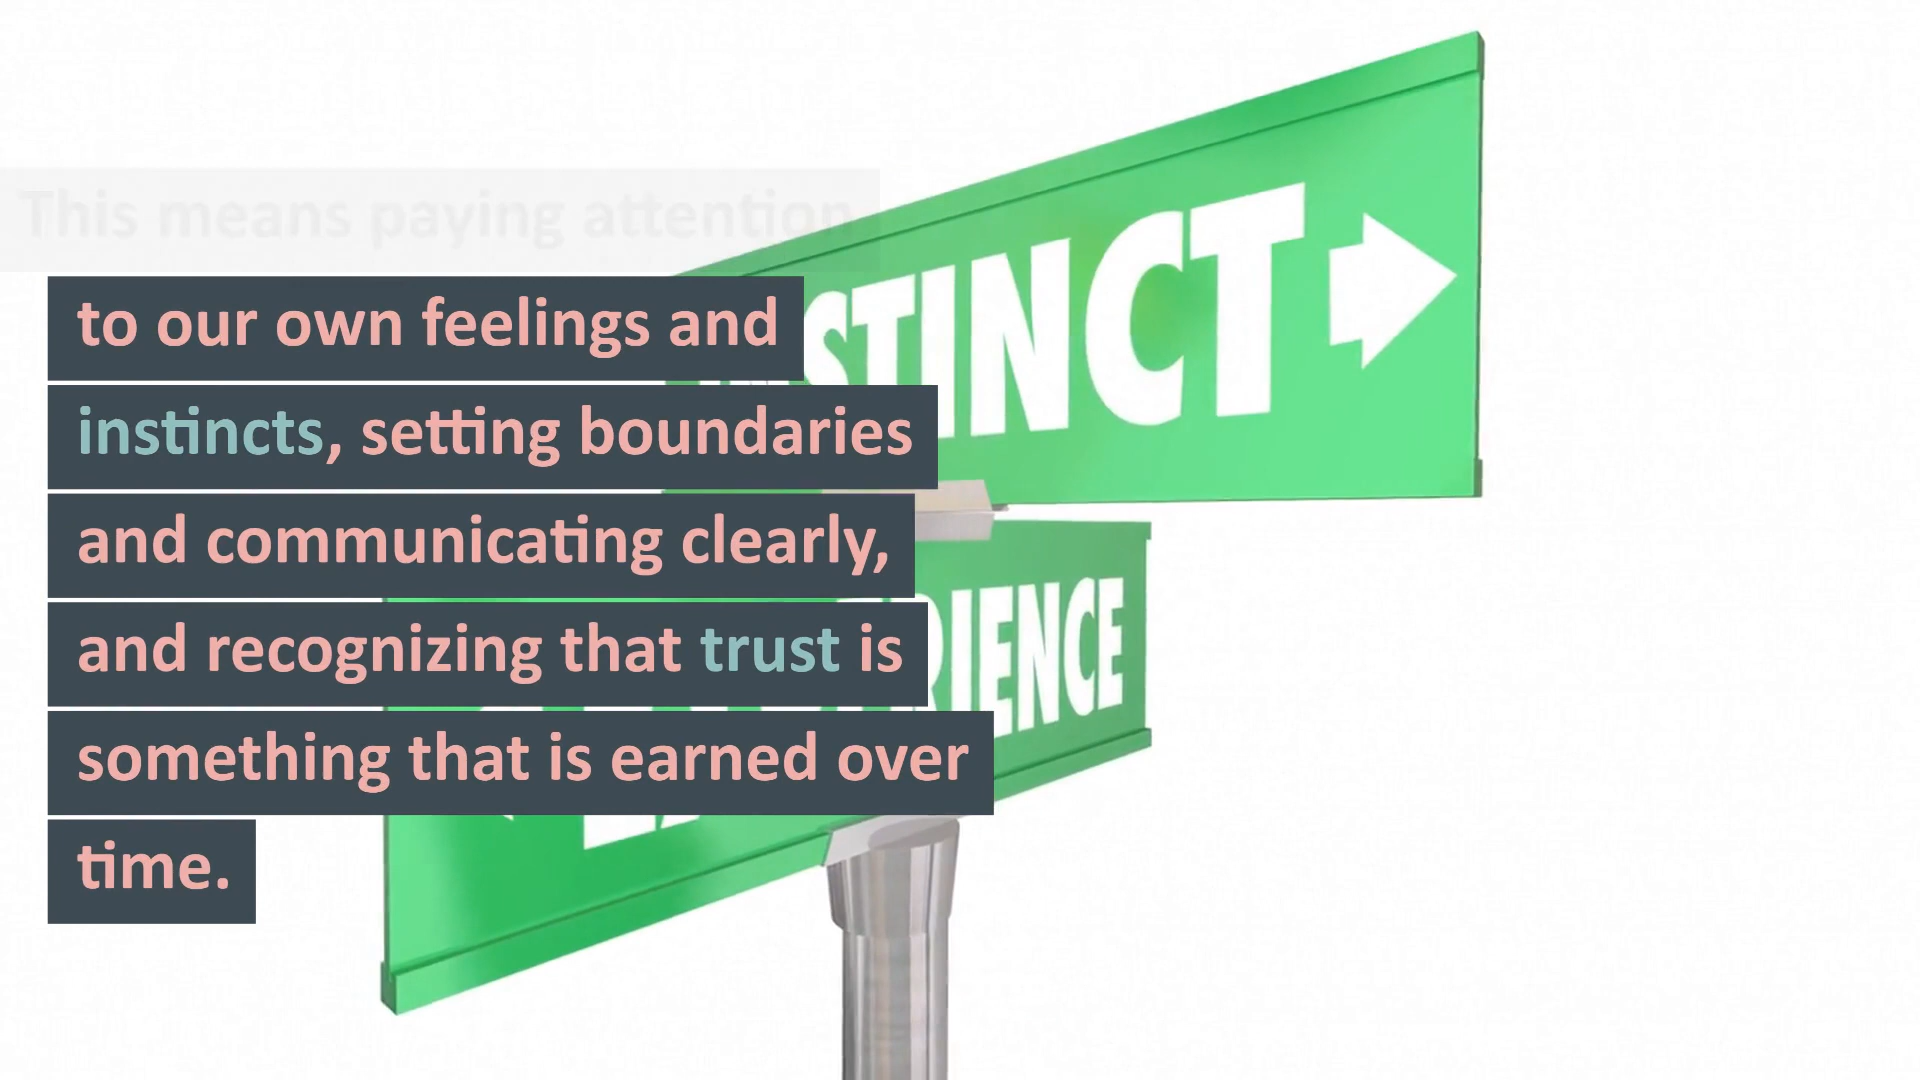 This means paying attention
to our own feelings and
instincts, setting boundaries
and communicating clearly,
and recognizing that trust is
something that is earned over
time.
STINCT
RIENCE